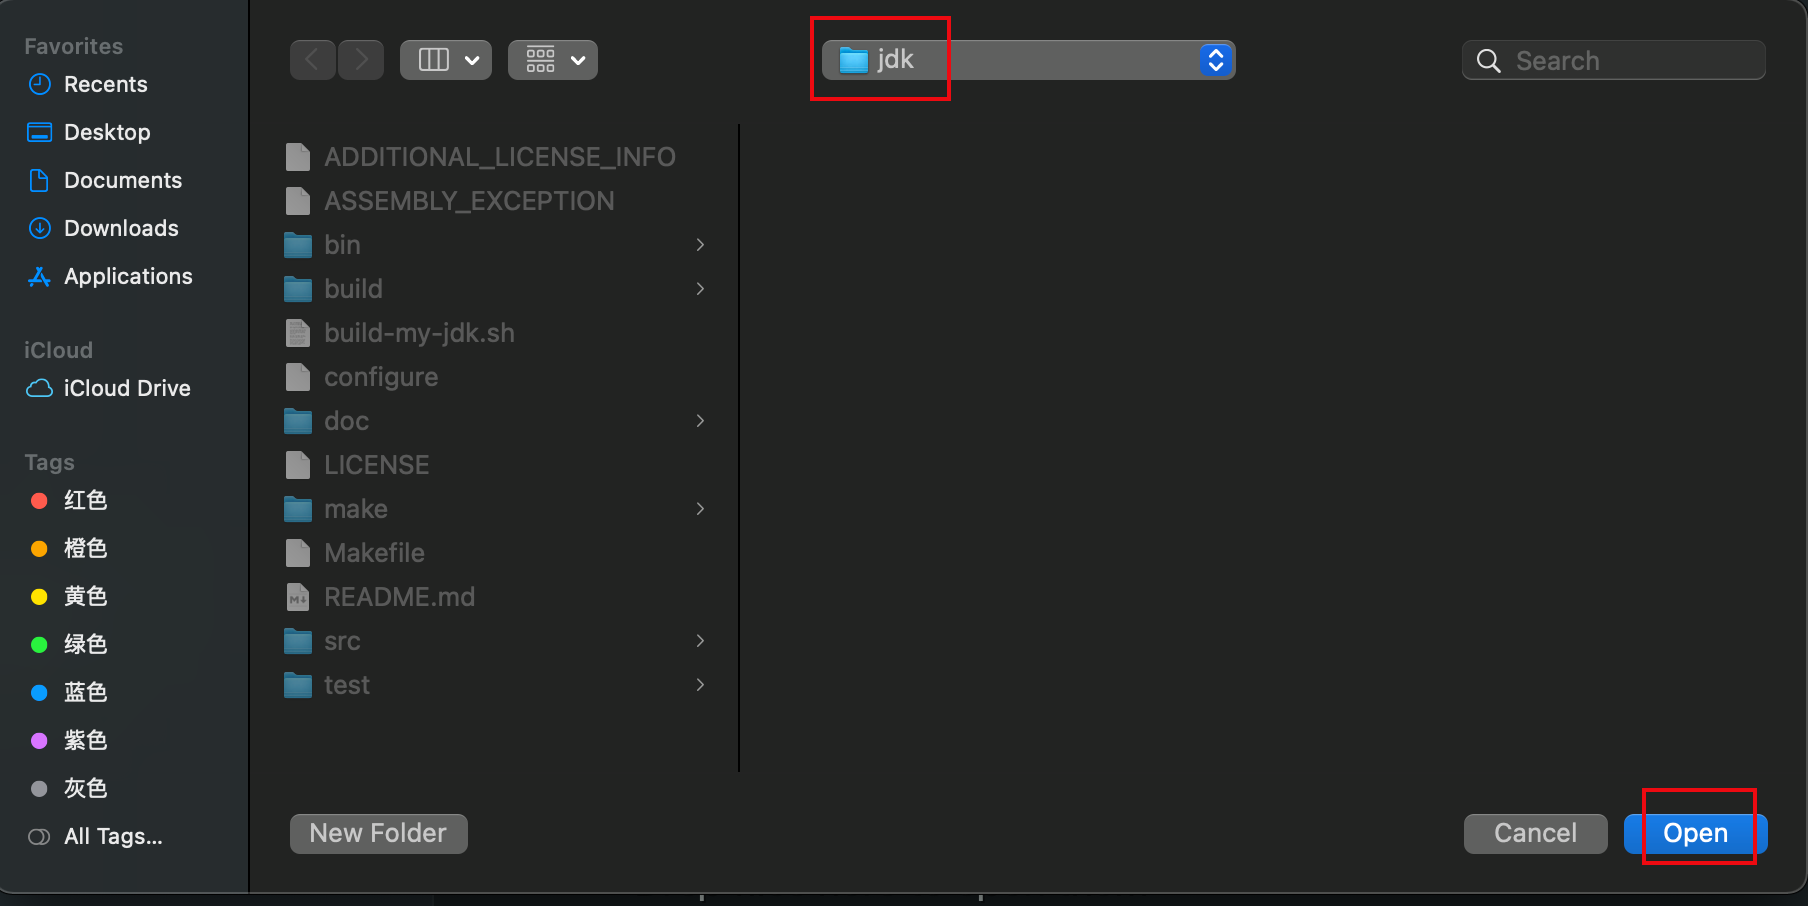 Favorites
Recents
Desktop
Documents
Downloads
Applications
iCloud
iCloud Drive
Tags
红色
橙色
黄色
绿色
蓝色
紫色
灰色
All Tags...
jdk
Search
ADDITIONAL_LICENSE_INFO
ASSEMBLY_EXCEPTION
bin
build
build-my-jdk.sh
configure
doc
LICENSE
make
Makefile
README.md
src
test
New Folder
Cancel
Open